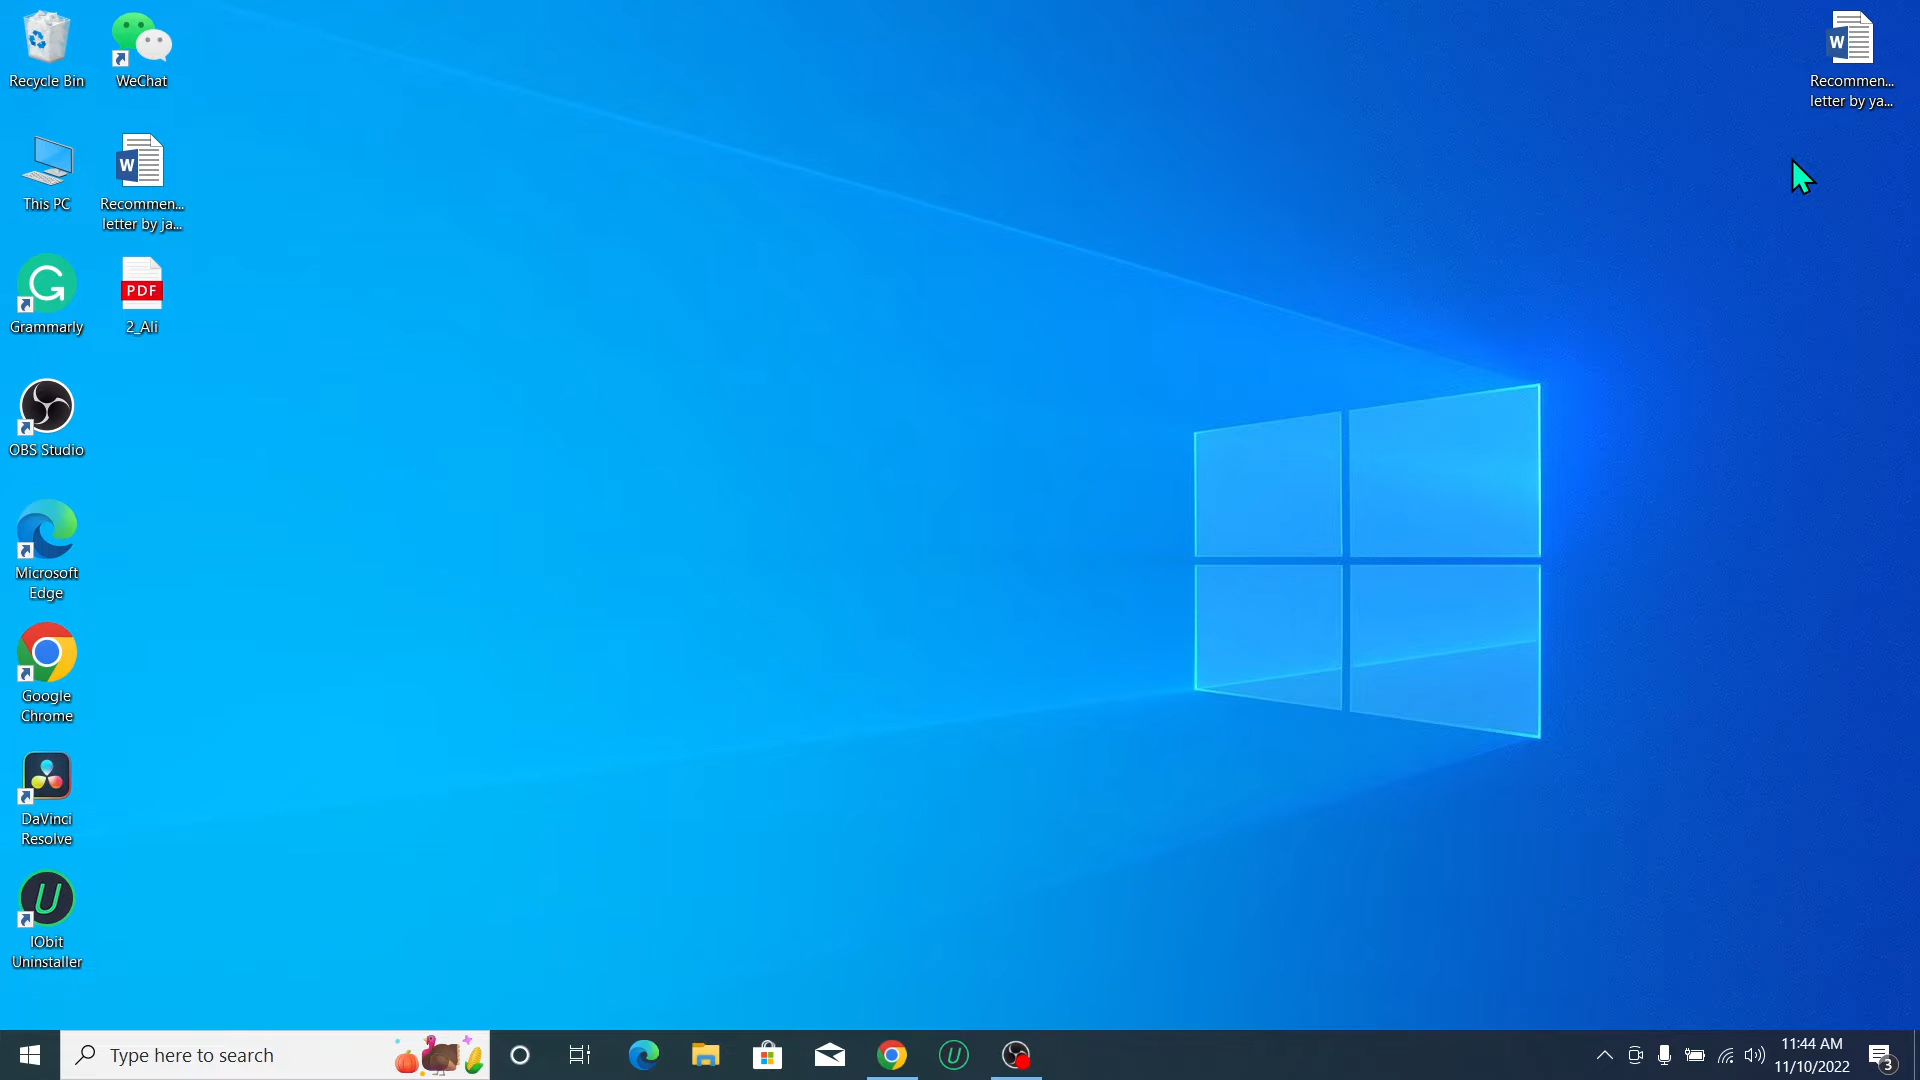 Recycle Bin
WeChat
Recommen...
letter by ya...
This PC
W
Recommen...
letter by ja...
W
Grammarly
PDF
2_Ali
OBS Studio
Microsoft
Edge
Google
Chrome
DaVinci
Resolve
IObit
Uninstaller
Type here to search
11:44 AM
11/10/2022
3